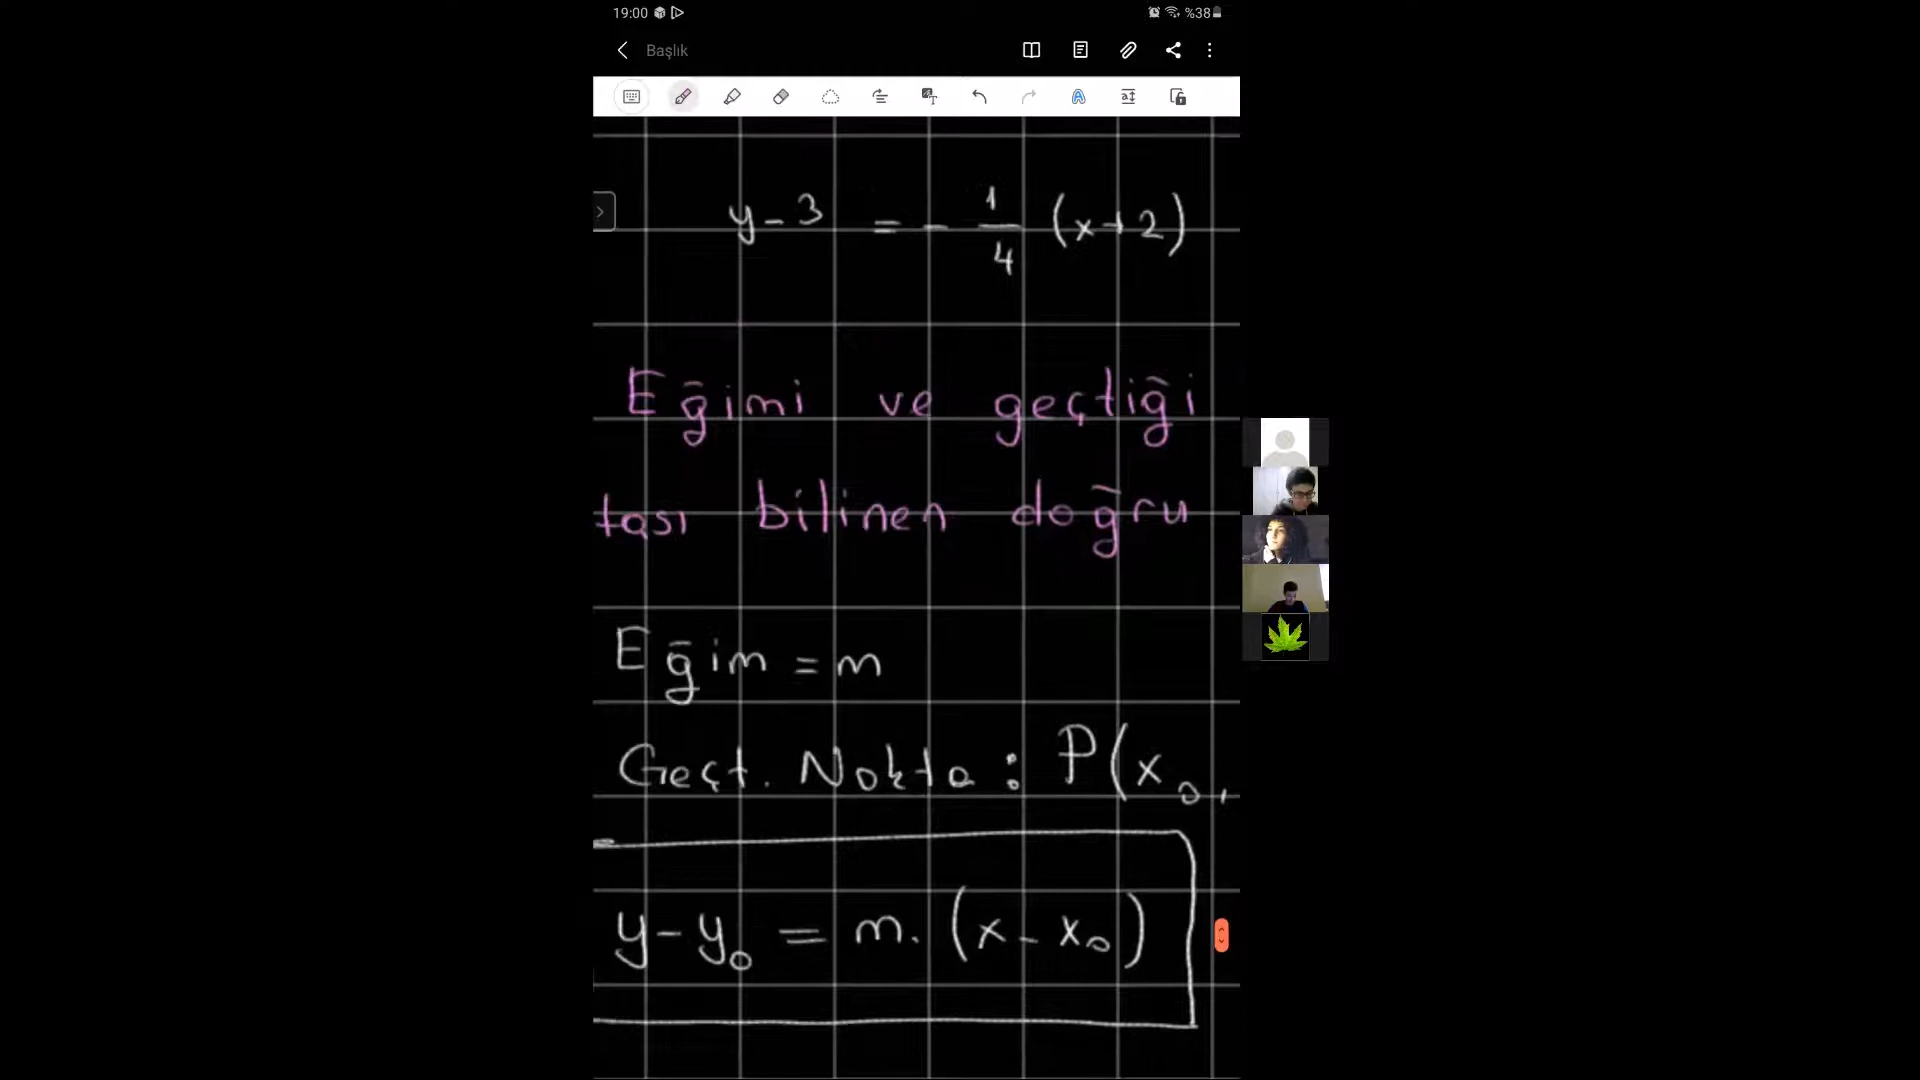 19:00 %38
Başlık
y-3 = - 1/4 (x+2)
Eğimi ve geçtiği
tası bilinen doğru
Eğim = m
Geçt. Nokta : P(x₀,
y-y₀ = m. (x-x₀)